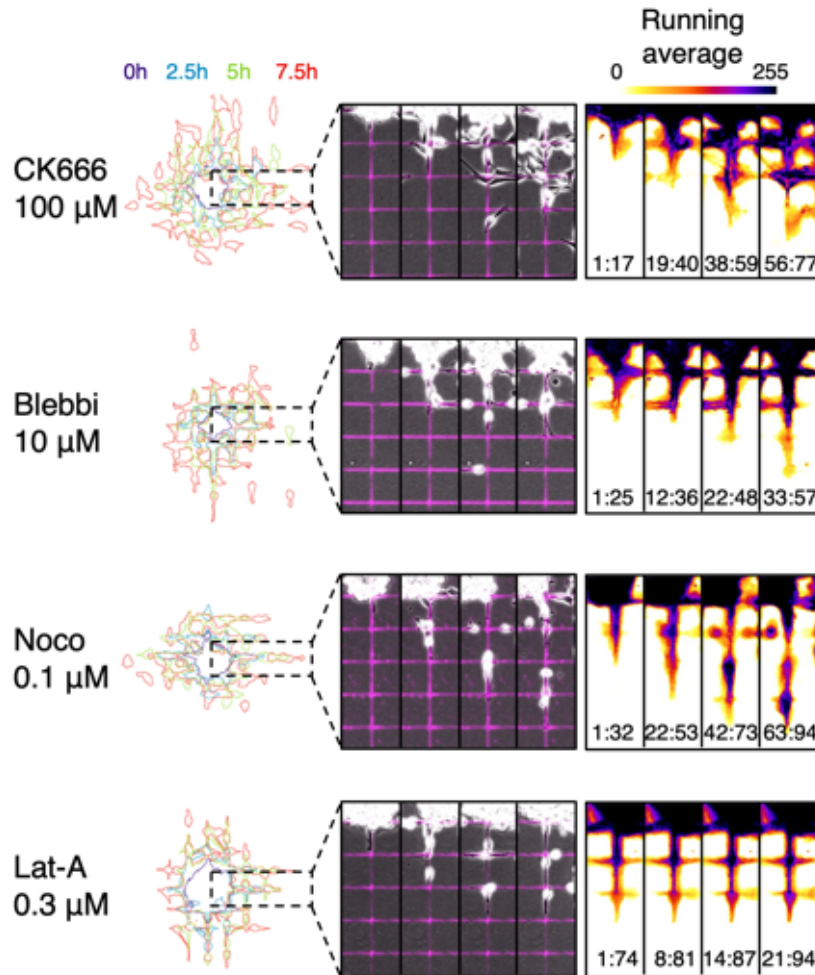 Running
average
0h 2.5h 5h 7.5h
0 255
CK666
100 µM
1:17 19:40 38:59 56:77
Blebbi
10 µM
1:25 12:36 22:48 33:57
Noco
0.1 µM
1:32 22:53 42:73 63:94
Lat-A
0.3 µM
1:74 8:81 14:87 21:94